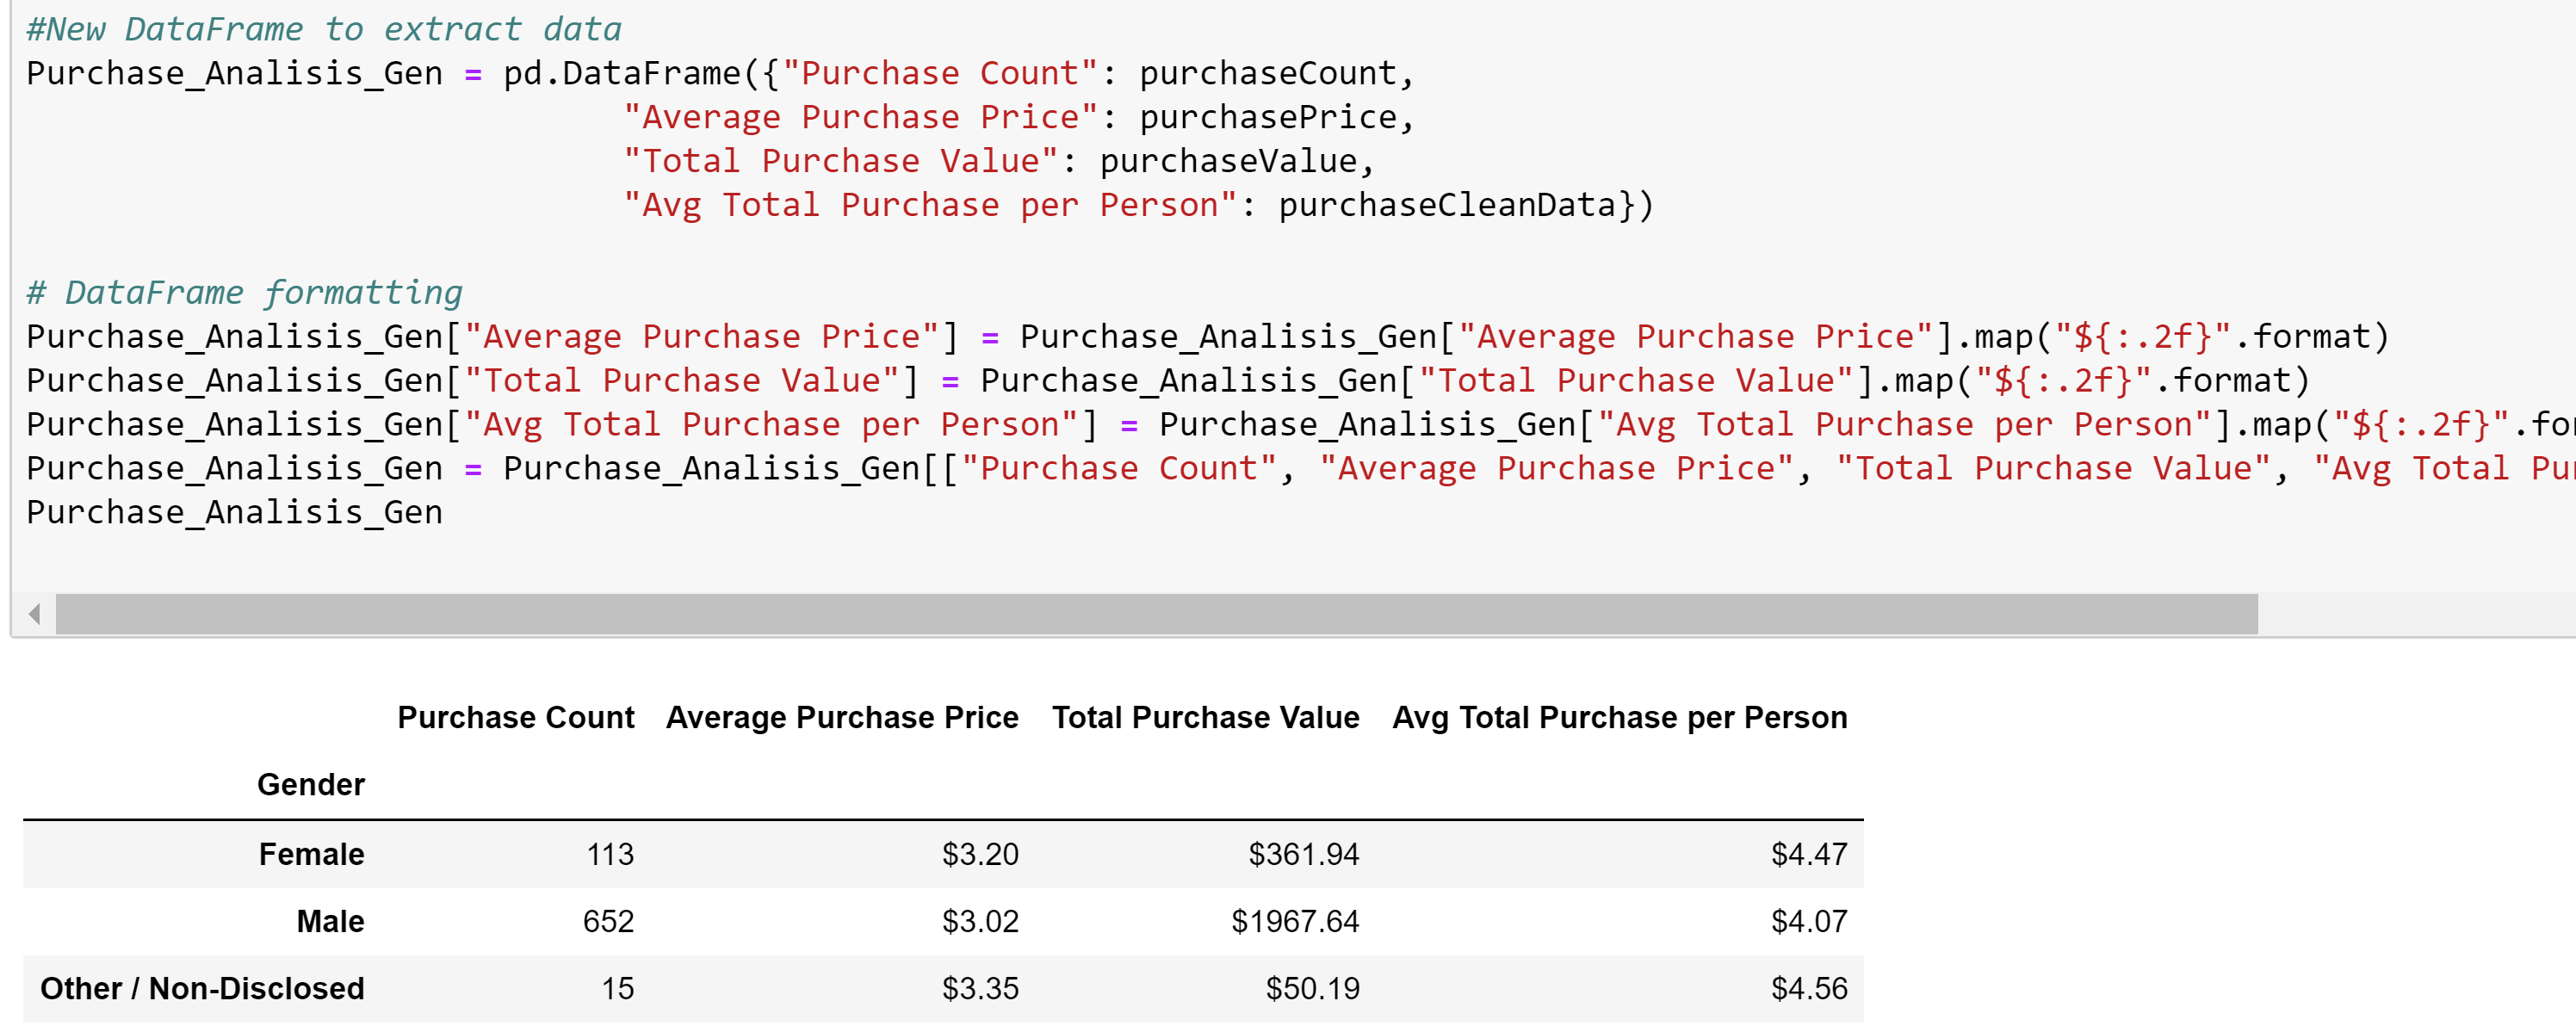 #New DataFrame to extract data
Purchase_Analisis_Gen = pd.DataFrame({"Purchase Count": purchaseCount,
"Average Purchase Price": purchasePrice,
"Total Purchase Value": purchaseValue,
"Avg Total Purchase per Person": purchaseCleanData})
# DataFrame formatting
Purchase_Analisis_Gen["Average Purchase Price"] = Purchase_Analisis_Gen["Average Purchase Price"].map("${:.2f}".format)
Purchase_Analisis_Gen["Total Purchase Value"] = Purchase_Analisis_Gen["Total Purchase Value"].map("${:.2f}".format)
Purchase_Analisis_Gen["Avg Total Purchase per Person"] = Purchase_Analisis_Gen["Avg Total Purchase per Person"].map("${:.2f}".fo
Purchase_Analisis_Gen = Purchase_Analisis_Gen[["Purchase Count", "Average Purchase Price", "Total Purchase Value", "Avg Total Pu
Purchase_Analisis_Gen
Purchase Count Average Purchase Price Total Purchase Value Avg Total Purchase per Person
Gender
Female 113 $3.20 $361.94 $4.47
Male 652 $3.02 $1967.64 $4.07
Other / Non-Disclosed 15 $3.35 $50.19 $4.56